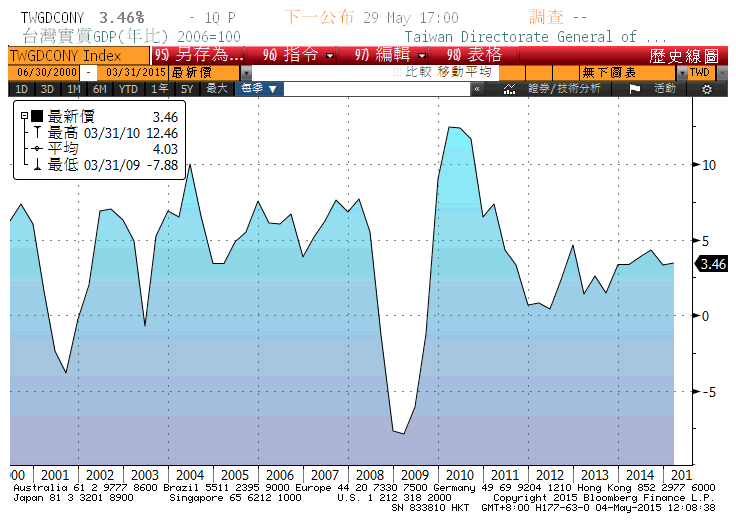 TWGDCONY 3.46% - 1Q P 下一公布 29 May 17:00 調查 --
台灣實質GDP(年比) 2006=100 Taiwan Directorate General of ...
TWGDCONY Index 95) 另存為... 96) 指令 97) 編輯 98) 表格 歷史線圖
06/30/2000 - 03/31/2015 最新價 比較 移動平均 無下圖表 TWD
1D 3D 1M 6M YTD 1年 5Y 最大 每季 ▼ « 證券/技術分析 活動
最新價 3.46
最高 03/31/10 12.46
平均 4.03
最低 03/31/09 -7.88
10
5
3.46
0
-5
00 2001 2002 2003 2004 2005 2006 2007 2008 2009 2010 2011 2012 2013 2014 201
Australia 61 2 9777 8600 Brazil 5511 2395 9000 Europe 44 20 7330 7500 Germany 49 69 9204 1210 Hong Kong 852 2977 6000
Japan 81 3 3201 8900 Singapore 65 6212 1000 U.S. 1 212 318 2000 Copyright 2015 Bloomberg Finance L.P.
SN 833810 HKT GMT+8:00 H177-63-0 04-May-2015 12:08:38